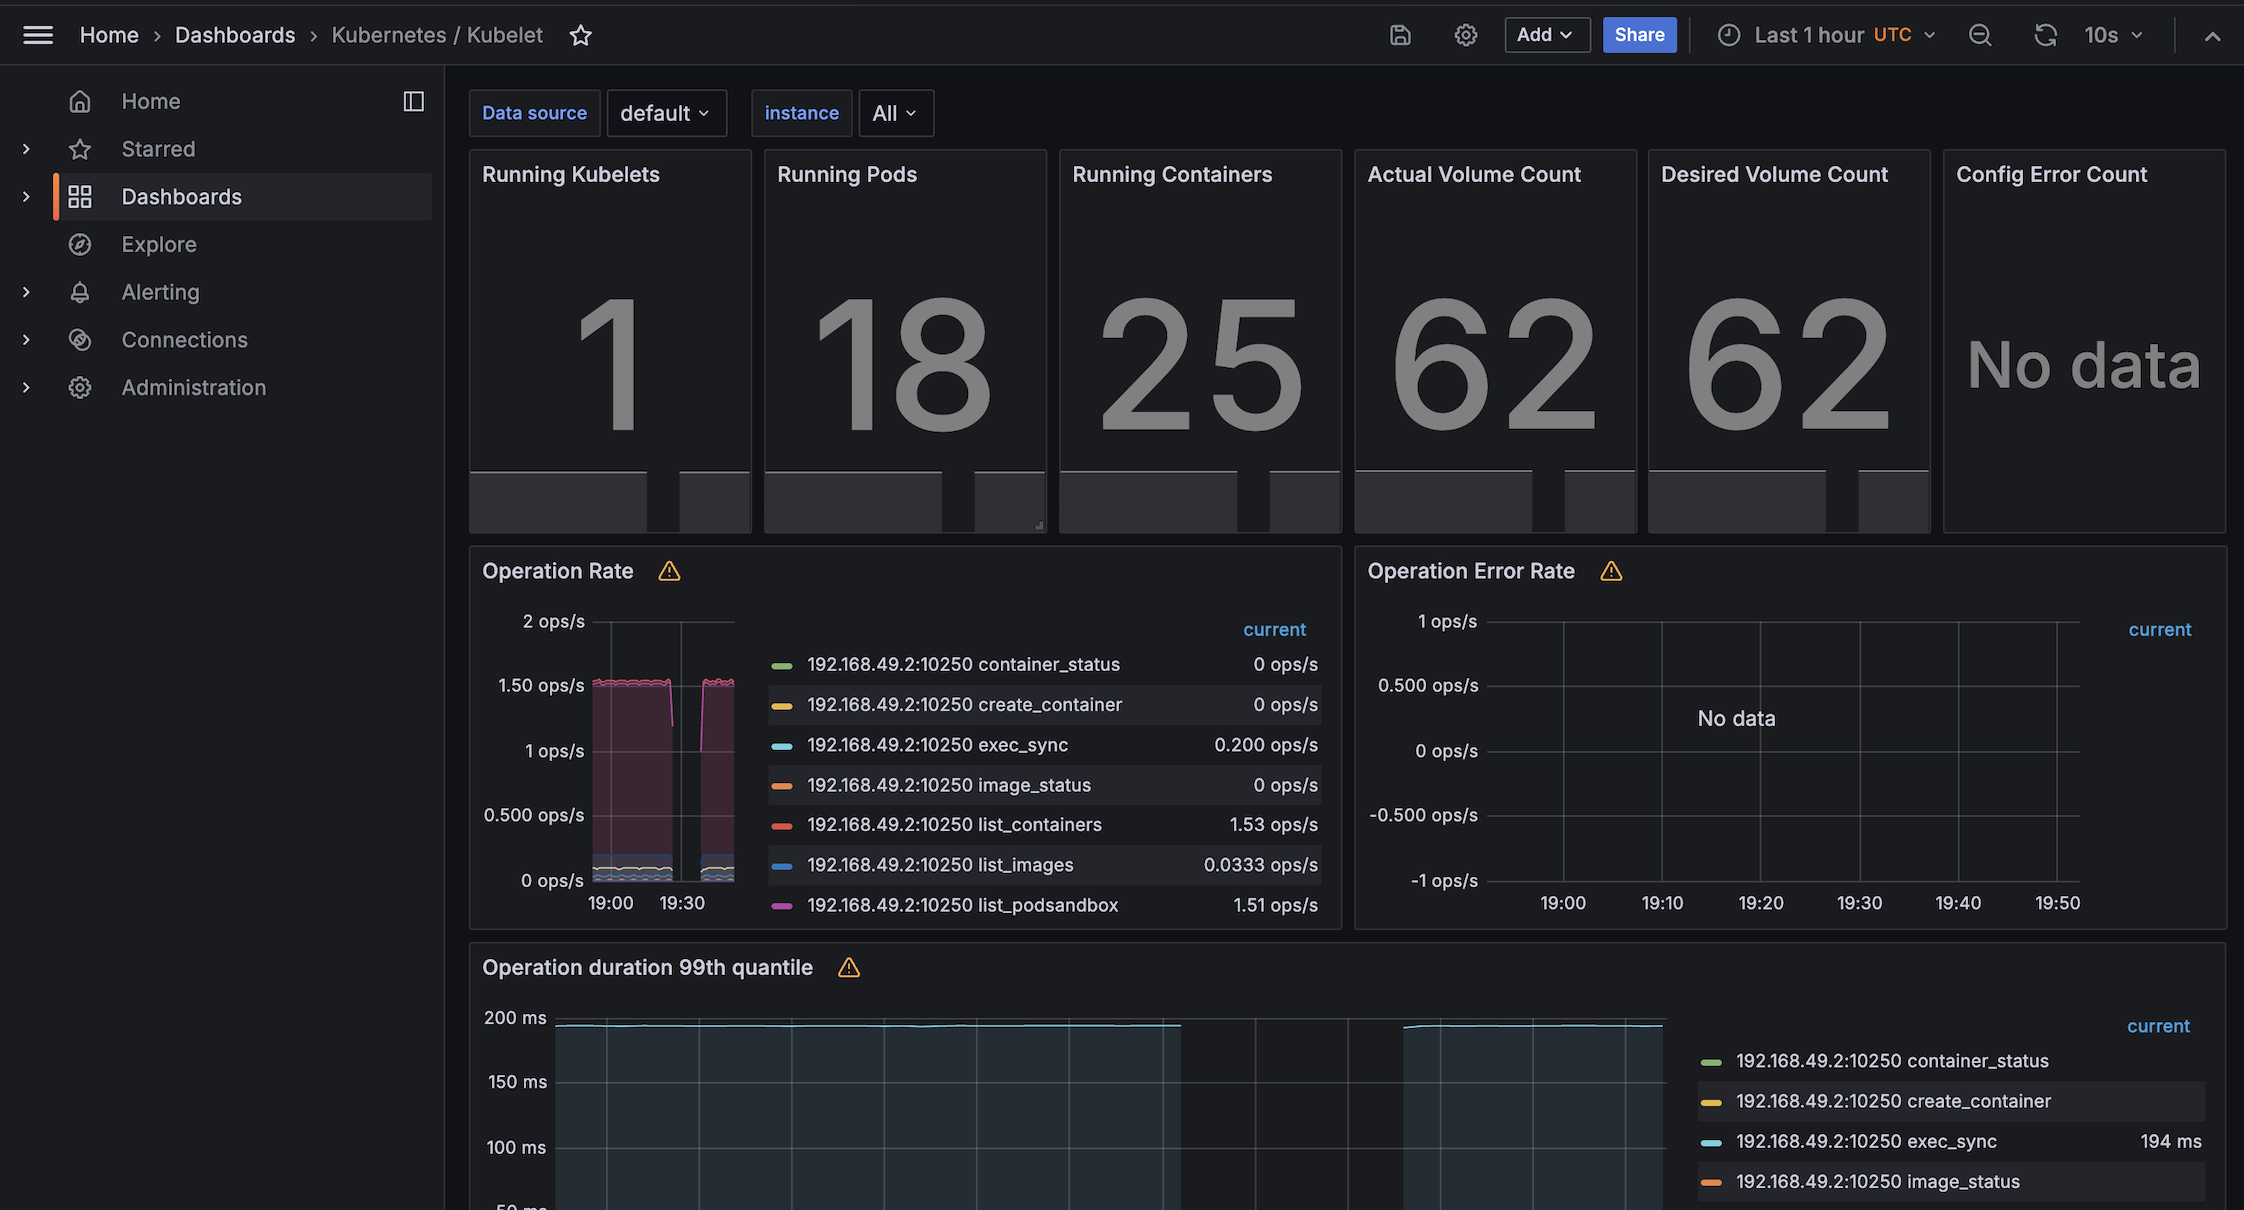 Home > Dashboards > Kubernetes / Kubelet
Add
Share
Last 1 hour UTC
10s
Home
Starred
Dashboards
Explore
Alerting
Connections
Administration
Data source default
instance All
Running Kubelets
1
Running Pods
18
Running Containers
25
Actual Volume Count
62
Desired Volume Count
62
Config Error Count
No data
Operation Rate
2 ops/s
1.50 ops/s
1 ops/s
0.500 ops/s
0 ops/s
19:00 19:30
current
192.168.49.2:10250 container_status 0 ops/s
192.168.49.2:10250 create_container 0 ops/s
192.168.49.2:10250 exec_sync 0.200 ops/s
192.168.49.2:10250 image_status 0 ops/s
192.168.49.2:10250 list_containers 1.53 ops/s
192.168.49.2:10250 list_images 0.0333 ops/s
192.168.49.2:10250 list_podsandbox 1.51 ops/s
Operation Error Rate
1 ops/s
0.500 ops/s
0 ops/s
-0.500 ops/s
-1 ops/s
No data
19:00 19:10 19:20 19:30 19:40 19:50
current
Operation duration 99th quantile
200 ms
150 ms
100 ms
50 ms
current
192.168.49.2:10250 container_status
192.168.49.2:10250 create_container
192.168.49.2:10250 exec_sync 194 ms
192.168.49.2:10250 image_status